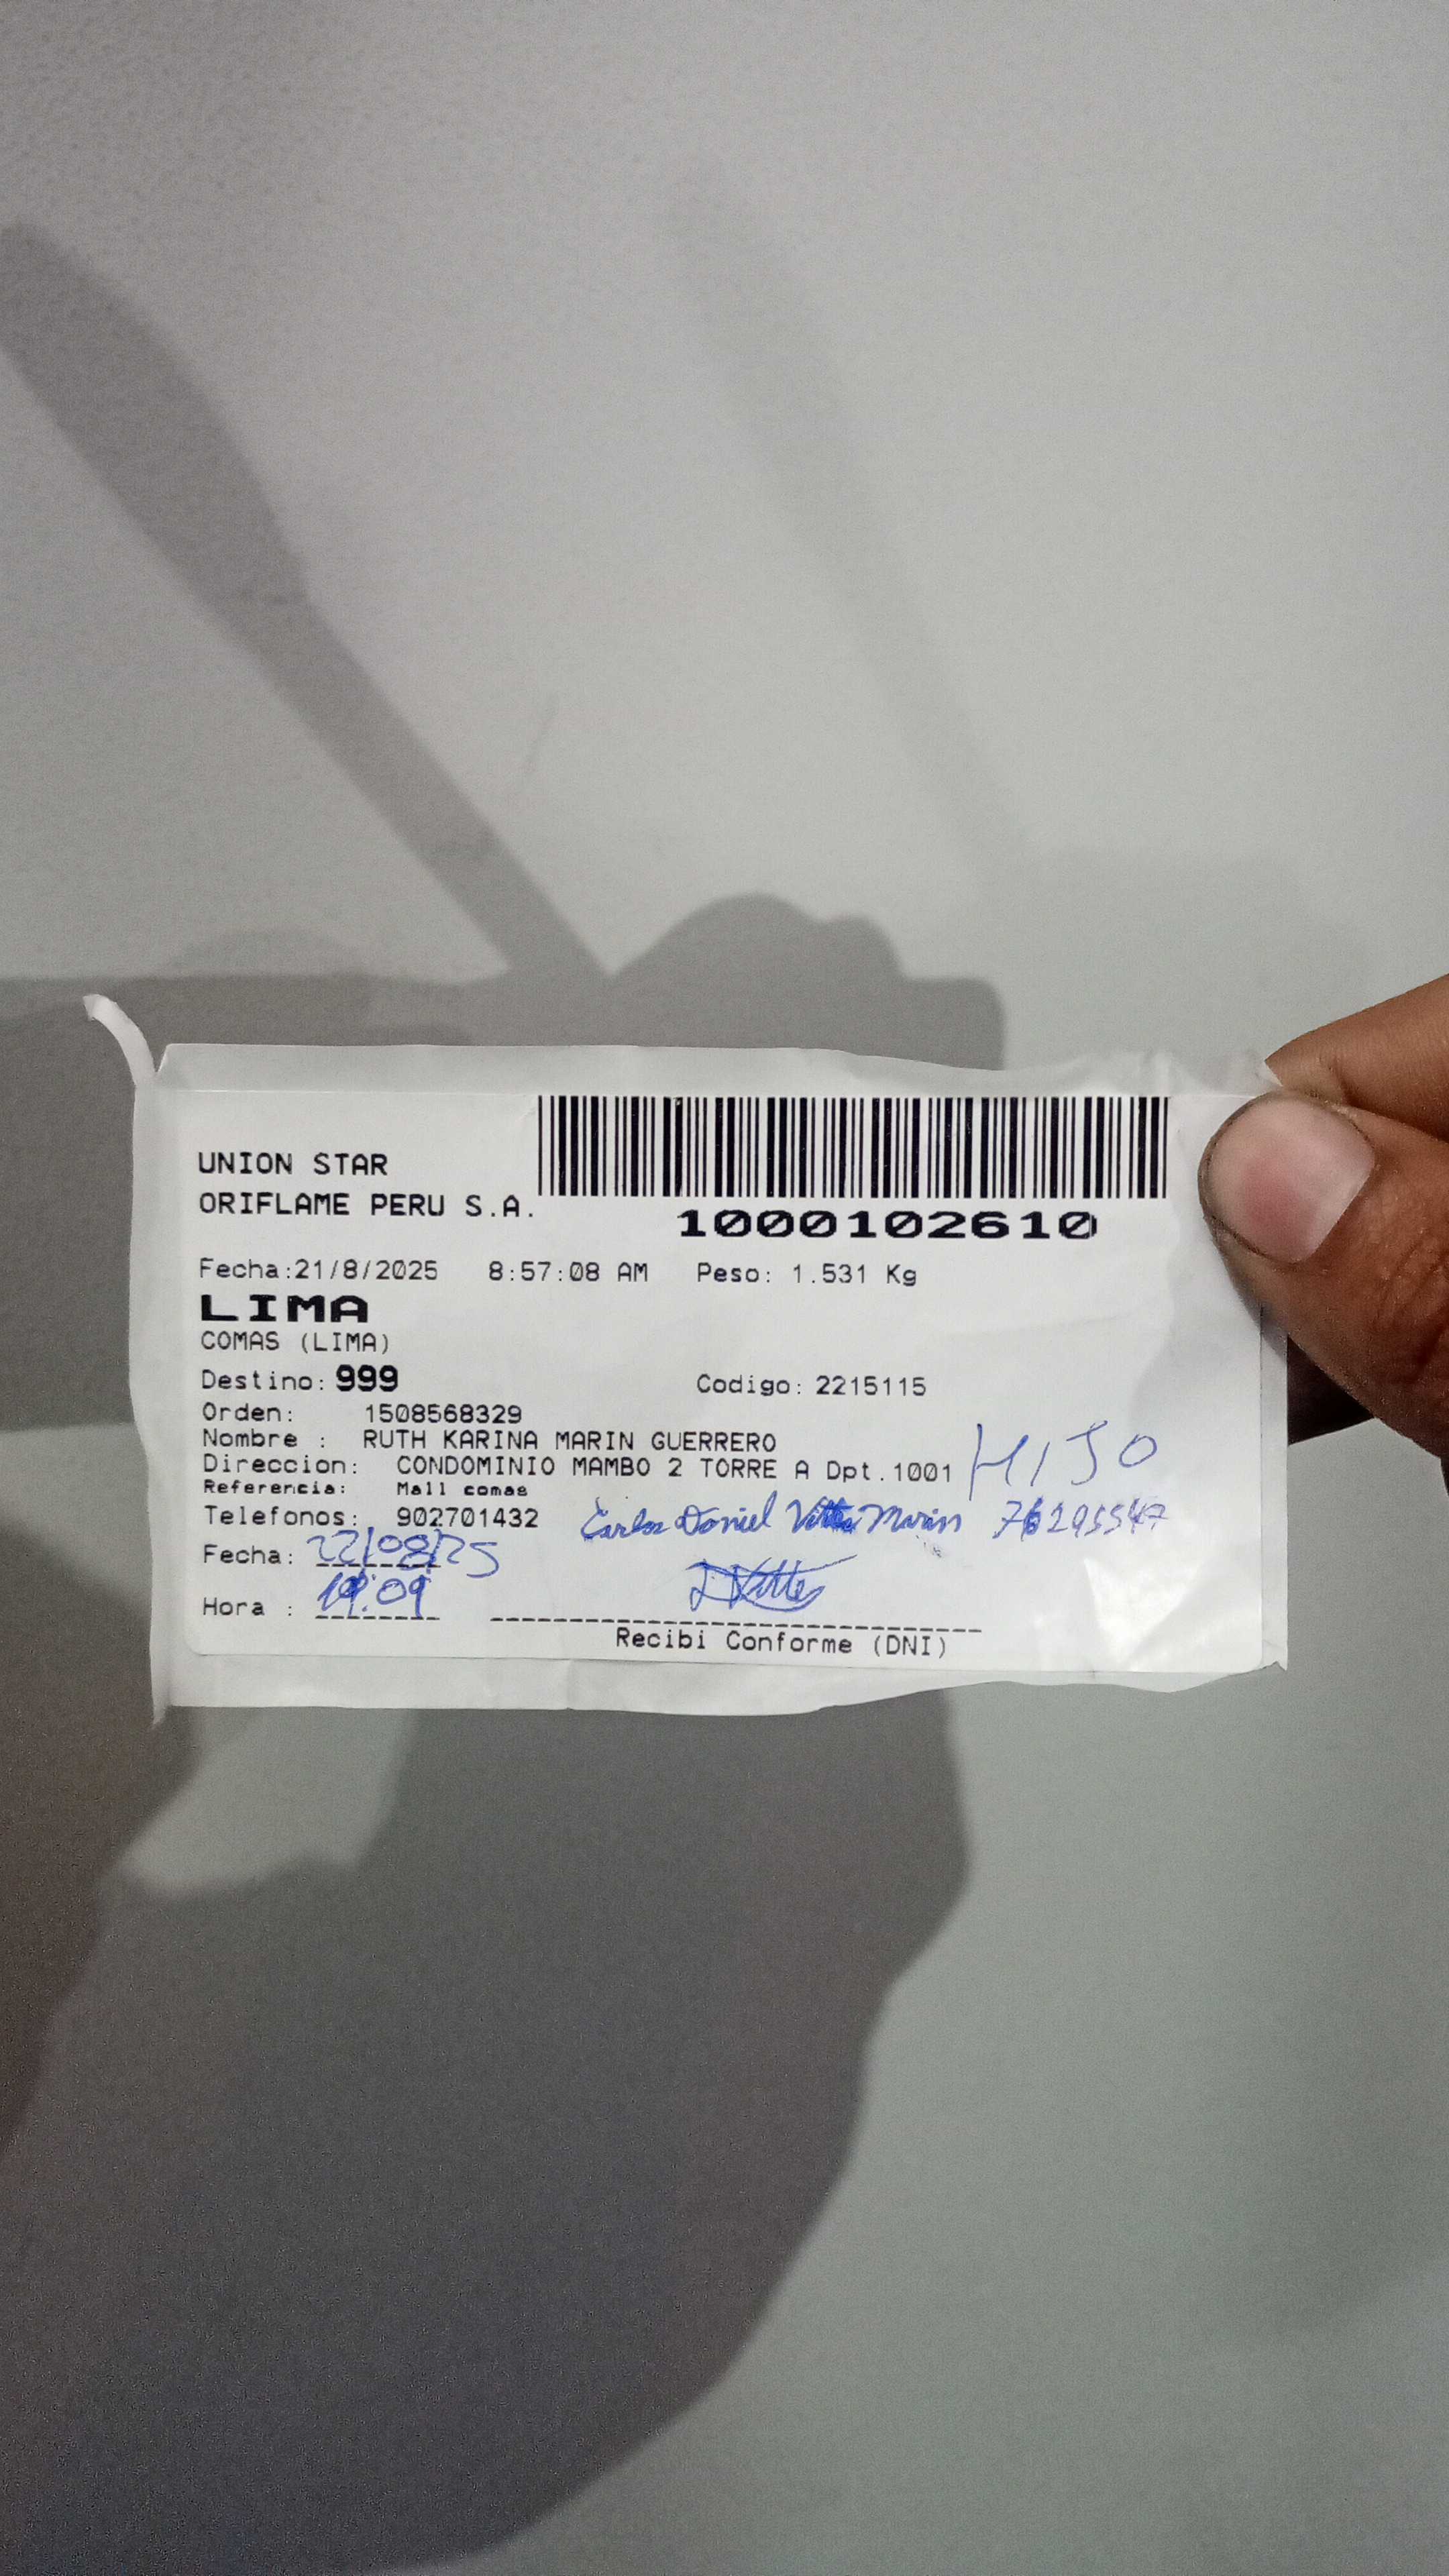 UNION STAR
ORIFLAME PERU S.A.
1000102610
Fecha:21/8/2025 8:57:08 AM Peso: 1.531 Kg
LIMA
COMAS (LIMA)
Destino: 999 Codigo: 2215115
Orden: 1508568329
Nombre : RUTH KARINA MARIN GUERRERO
Direccion: CONDOMINIO MAMBO 2 TORRE A Dpt.1001 HIJO
Referencia: Mall comas
Telefonos: 902701432 Carlos Daniel Marin
Fecha: 22/08/25
Hora : 19:09
Recibi Conforme (DNI)